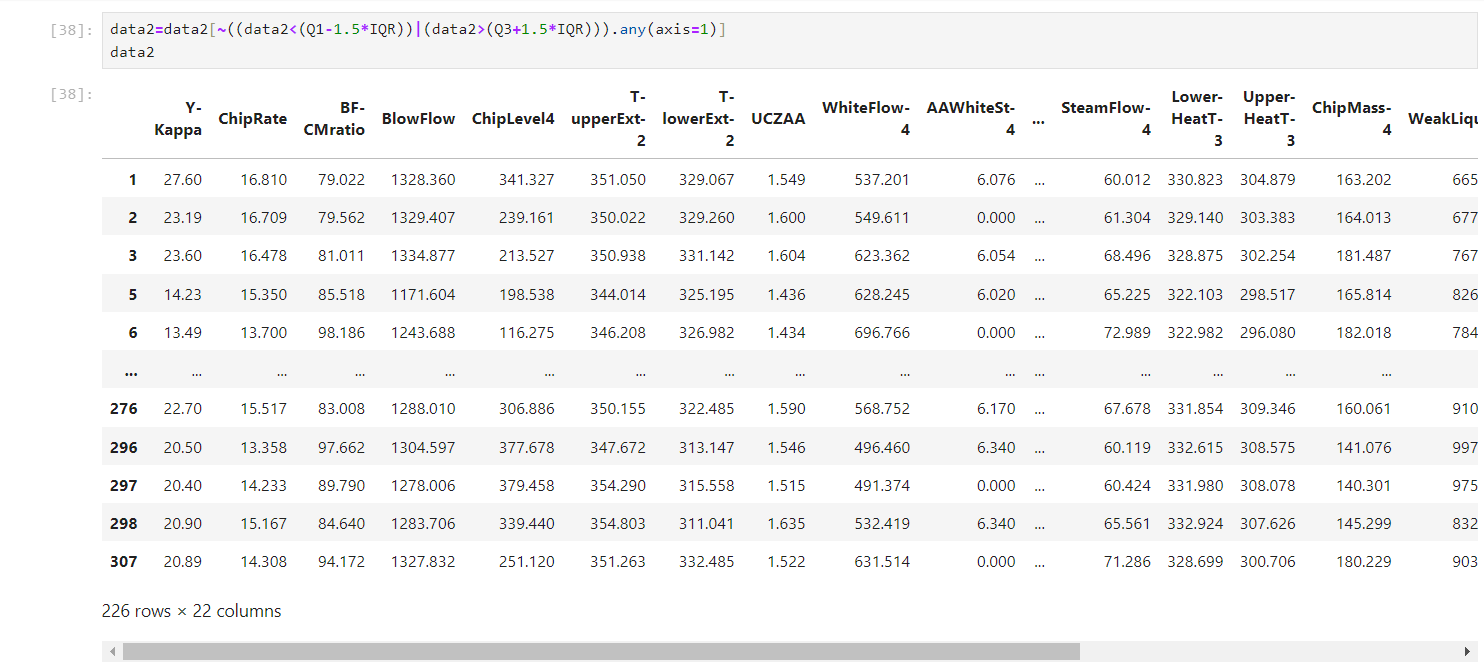 [38]: data2=data2[~((data2<(Q1-1.5*IQR))|(data2>(Q3+1.5*IQR))).any(axis=1)]
data2
[38]:
Y-Kappa ChipRate BF-CMratio BlowFlow ChipLevel4 T-upperExt-2 T-lowerExt-2 UCZAA WhiteFlow-4 AAWhiteSt-4 ... SteamFlow-4 Lower-HeatT-3 Upper-HeatT-3 ChipMass-4 WeakLiqu
1 27.60 16.810 79.022 1328.360 341.327 351.050 329.067 1.549 537.201 6.076 ... 60.012 330.823 304.879 163.202 665
2 23.19 16.709 79.562 1329.407 239.161 350.022 329.260 1.600 549.611 0.000 ... 61.304 329.140 303.383 164.013 677
3 23.60 16.478 81.011 1334.877 213.527 350.938 331.142 1.604 623.362 6.054 ... 68.496 328.875 302.254 181.487 767
5 14.23 15.350 85.518 1171.604 198.538 344.014 325.195 1.436 628.245 6.020 ... 65.225 322.103 298.517 165.814 826
6 13.49 13.700 98.186 1243.688 116.275 346.208 326.982 1.434 696.766 0.000 ... 72.989 322.982 296.080 182.018 784
... ... ... ... ... ... ... ... ... ... ... ... ... ... ... ...
276 22.70 15.517 83.008 1288.010 306.886 350.155 322.485 1.590 568.752 6.170 ... 67.678 331.854 309.346 160.061 910
296 20.50 13.358 97.662 1304.597 377.678 347.672 313.147 1.546 496.460 6.340 ... 60.119 332.615 308.575 141.076 997
297 20.40 14.233 89.790 1278.006 379.458 354.290 315.558 1.515 491.374 0.000 ... 60.424 331.980 308.078 140.301 975
298 20.90 15.167 84.640 1283.706 339.440 354.803 311.041 1.635 532.419 6.340 ... 65.561 332.924 307.626 145.299 832
307 20.89 14.308 94.172 1327.832 251.120 351.263 332.485 1.522 631.514 0.000 ... 71.286 328.699 300.706 180.229 903
226 rows × 22 columns